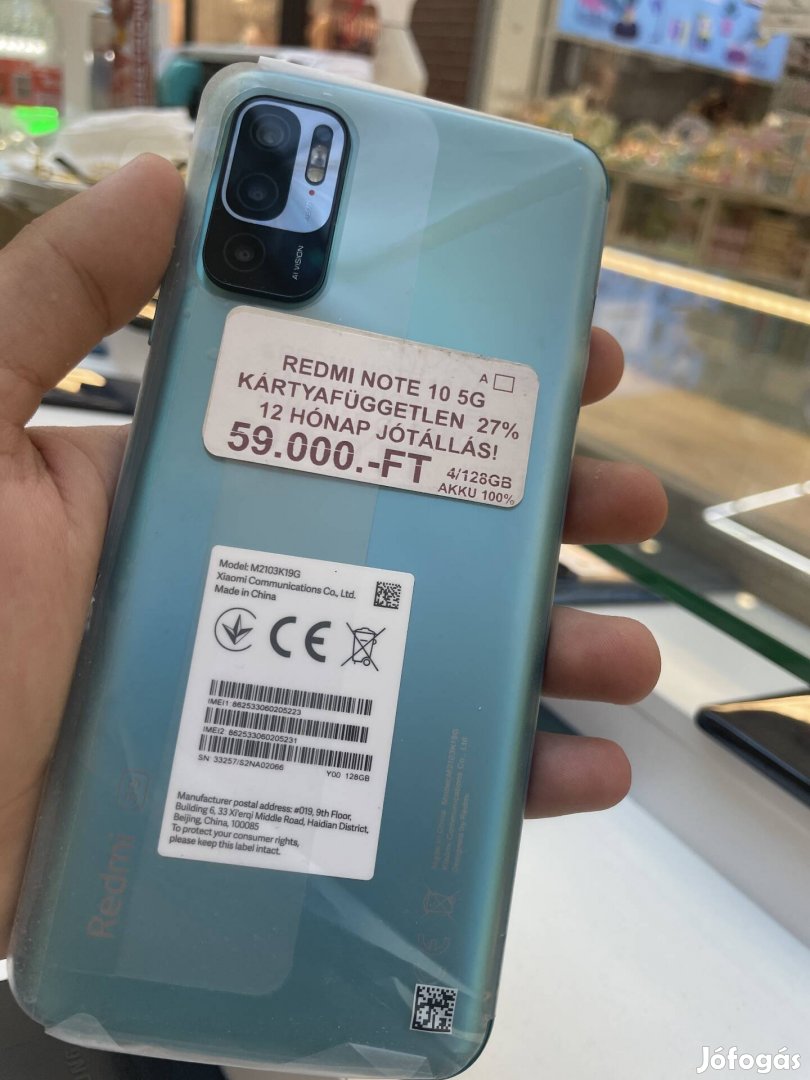 AI VISION
A
REDMI NOTE 10 5G
KÁRTYAFÜGGETLEN 27%
12 HÓNAP JÓTÁLLÁS!
59.000.-FT 4/128GB
AKKU 100%
Model: M2103K19G
Xiaomi Communications Co., Ltd.
Made in China
CE
IMEI1 862533060205223
IMEI2 862533060205231
SN: 33257/S2NA02066
Y00 128GB
Manufacturer postal address: #019, 9th Floor,
Building 6, 33 Xi'erqi Middle Road, Haidian District,
Beijing, China, 100085
To protect your consumer rights,
please keep this label intact.
Redmi 5G
Jófogás